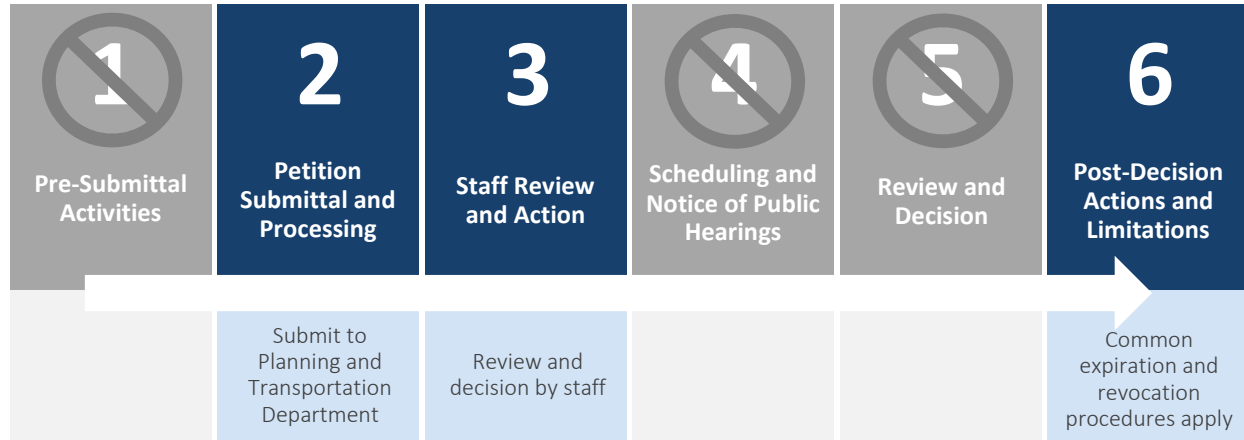 1
Pre-Submittal
Activities
2
Petition
Submittal and
Processing
Submit to
Planning and
Transportation
Department
3
Staff Review
and Action
Review and
decision by staff
4
Scheduling and
Notice of Public
Hearings
5
Review and
Decision
6
Post-Decision
Actions and
Limitations
Common
expiration and
revocation
procedures apply